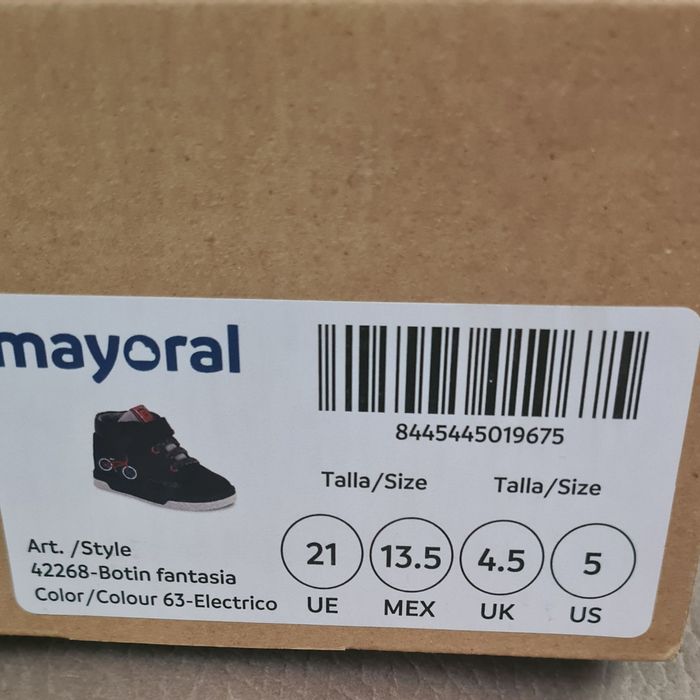 mayoral
8445445019675
Talla/Size Talla/Size
21 13.5 4.5 5
UE MEX UK US
Art. /Style
42268-Botin fantasia
Color/Colour 63-Electrico